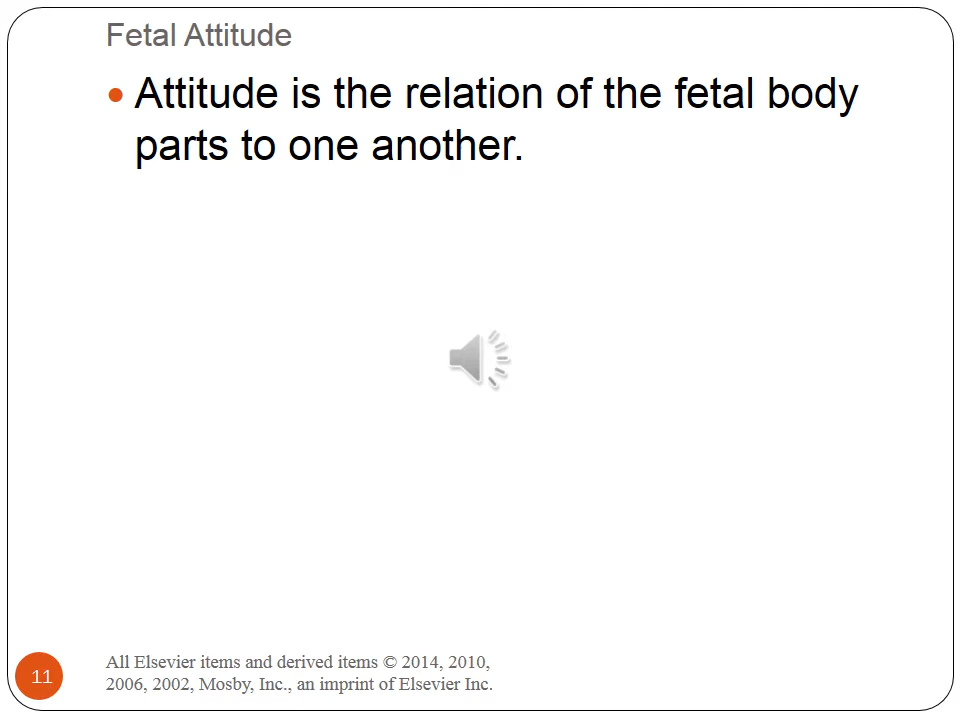 Fetal Attitude
• Attitude is the relation of the fetal body
parts to one another.
All Elsevier items and derived items © 2014, 2010,
2006, 2002, Mosby, Inc., an imprint of Elsevier Inc.
11